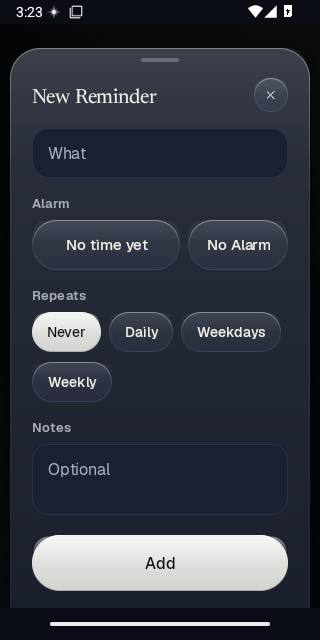 3:23
New Reminder
What
Alarm
No time yet
No Alarm
Repeats
Never
Daily
Weekdays
Weekly
Notes
Optional
Add